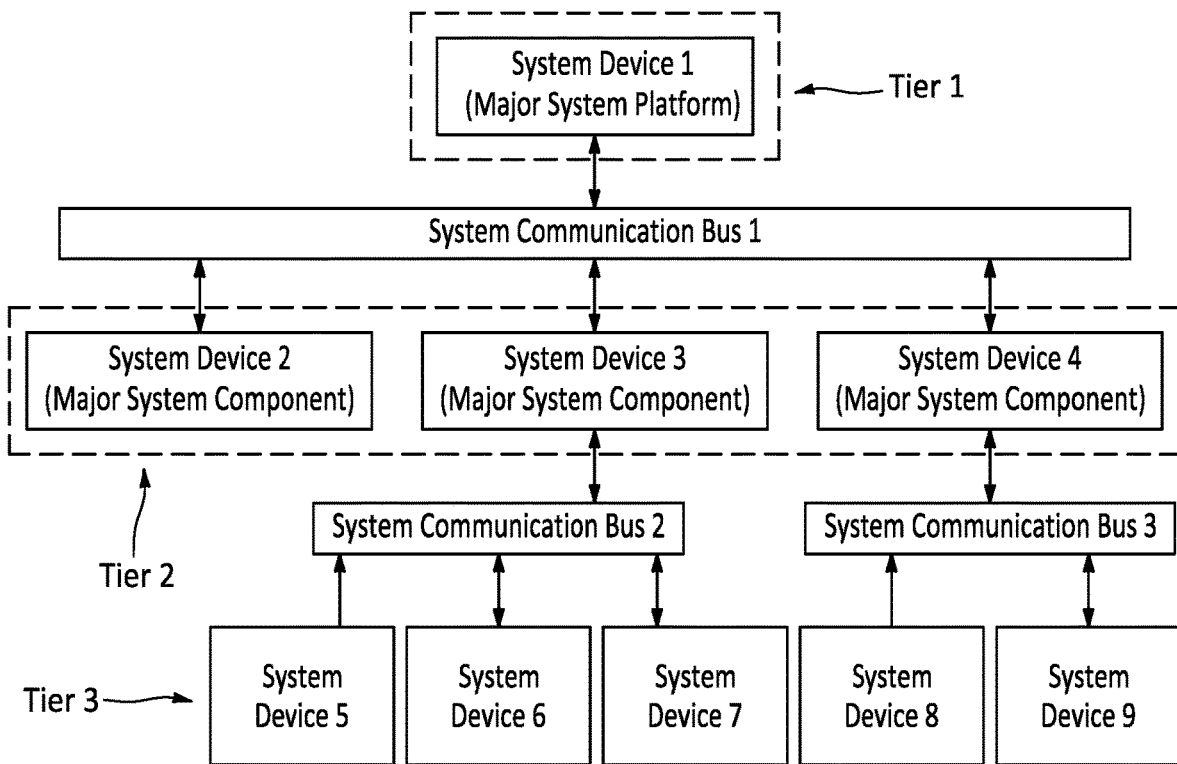 System Device 1
(Major System Platform)
Tier 1
System Communication Bus 1
System Device 2
(Major System Component)
System Device 3
(Major System Component)
System Device 4
(Major System Component)
System Communication Bus 2
System Communication Bus 3
Tier 2
Tier 3
System
Device 5
System
Device 6
System
Device 7
System
Device 8
System
Device 9